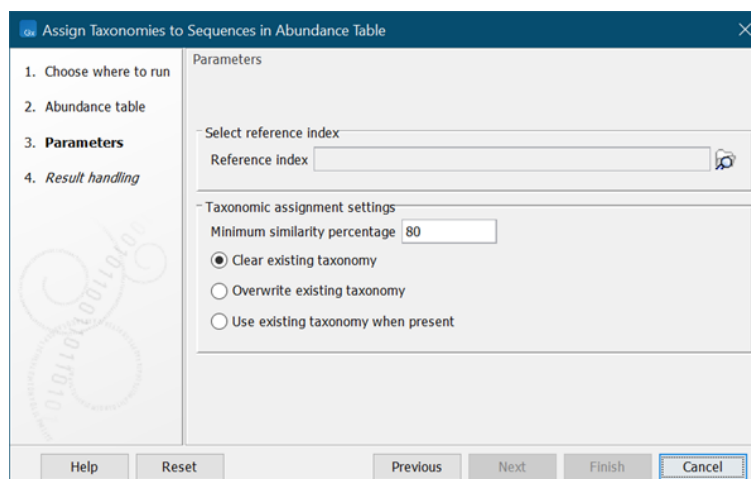 Qx Assign Taxonomies to Sequences in Abundance Table
1. Choose where to run
2. Abundance table
3. Parameters
4. Result handling
Parameters
Select reference index
Reference index
Taxonomic assignment settings
Minimum similarity percentage 80
Clear existing taxonomy
Overwrite existing taxonomy
Use existing taxonomy when present
Help Reset Previous Next Finish Cancel